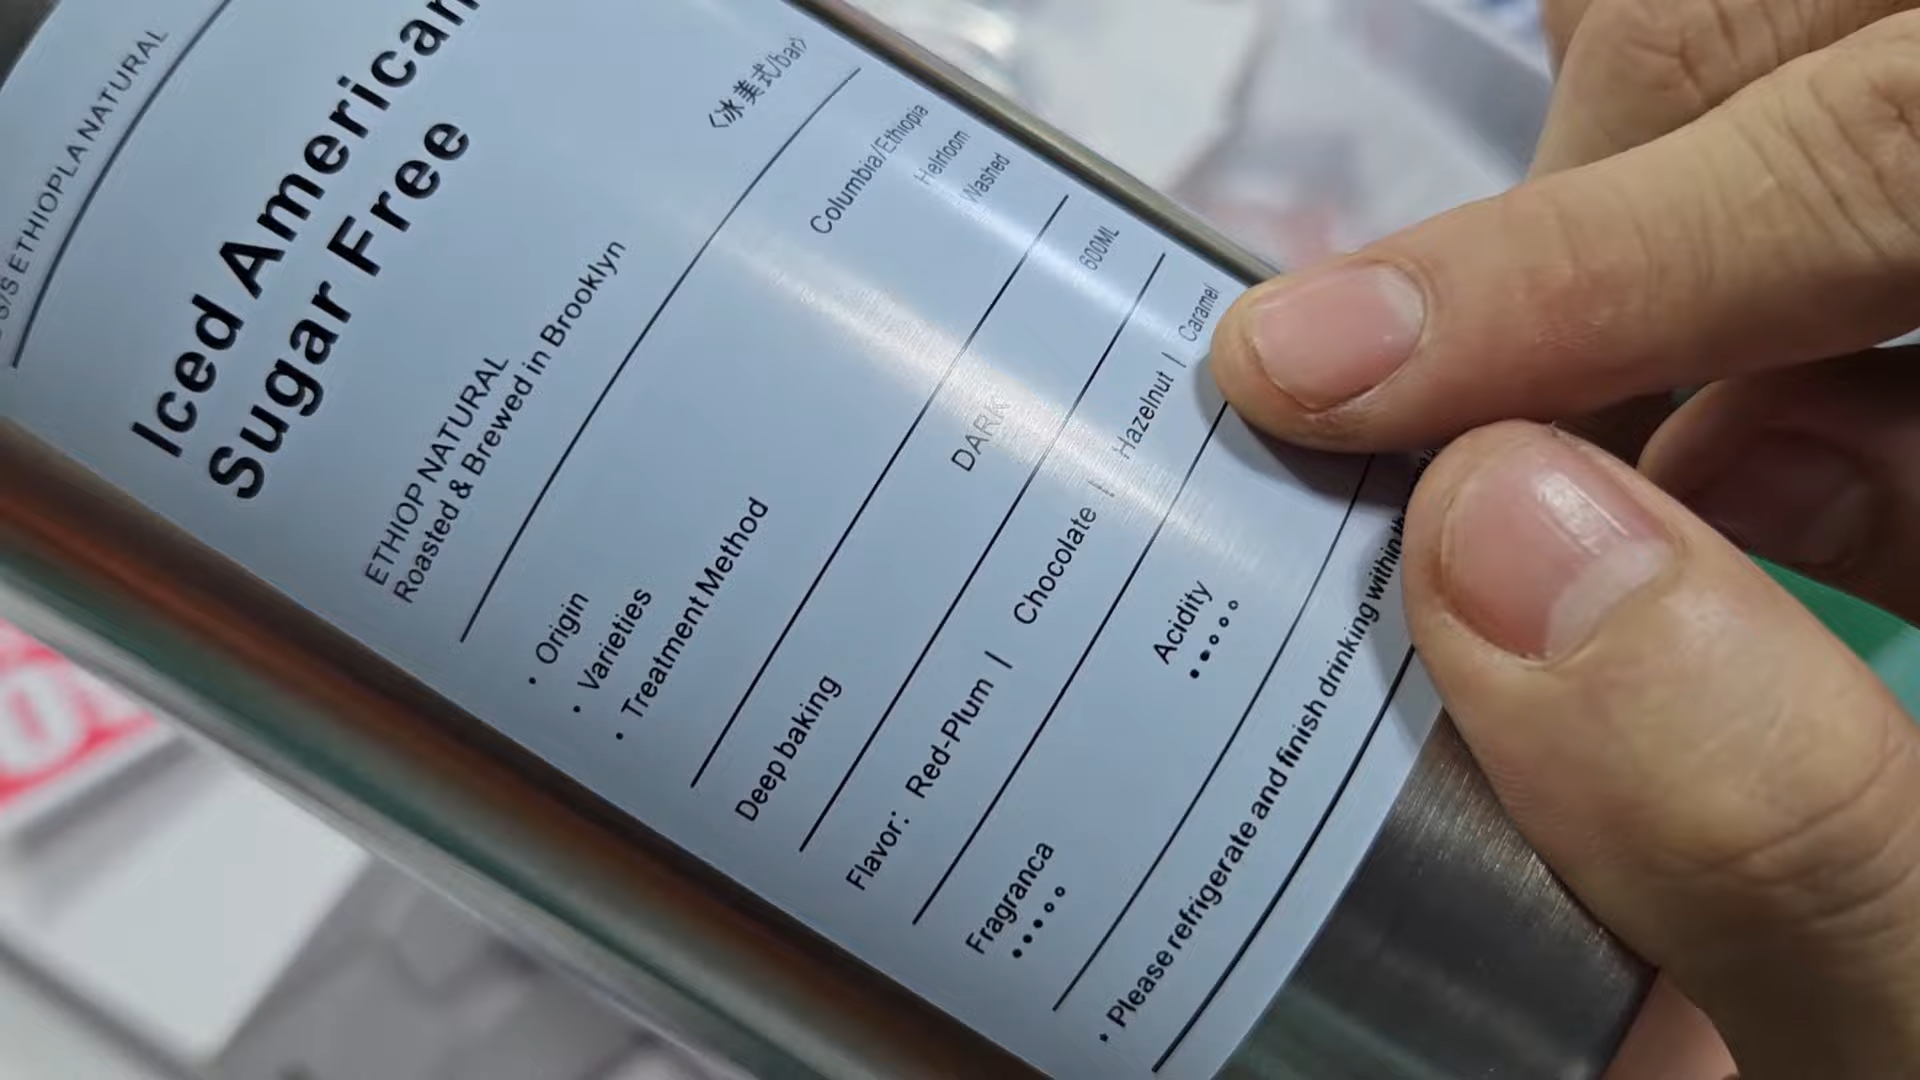 S/S ETHIOPLA NATURAL
Iced American
Sugar Free
ETHIOP NATURAL
Roasted & Brewed in Brooklyn
《冰美式/bar》
• Origin Columbia/Ethiopia
• Varieties Heirloom
• Treatment Method Washed
Deep baking DARK 600ML
Flavor: Red-Plum | Chocolate | Hazelnut | Caramel
Fragranca Acidity
* Please refrigerate and finish drinking within